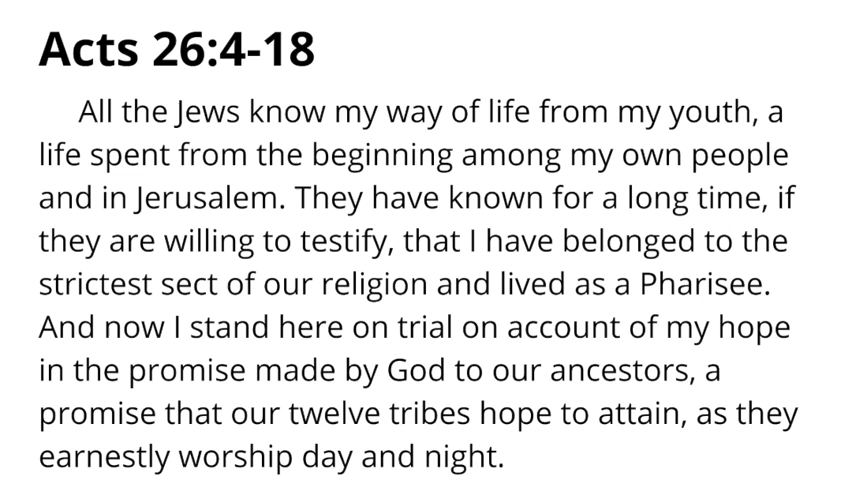 Acts 26:4-18
All the Jews know my way of life from my youth, a
life spent from the beginning among my own people
and in Jerusalem. They have known for a long time, if
they are willing to testify, that I have belonged to the
strictest sect of our religion and lived as a Pharisee.
And now I stand here on trial on account of my hope
in the promise made by God to our ancestors, a
promise that our twelve tribes hope to attain, as they
earnestly worship day and night.